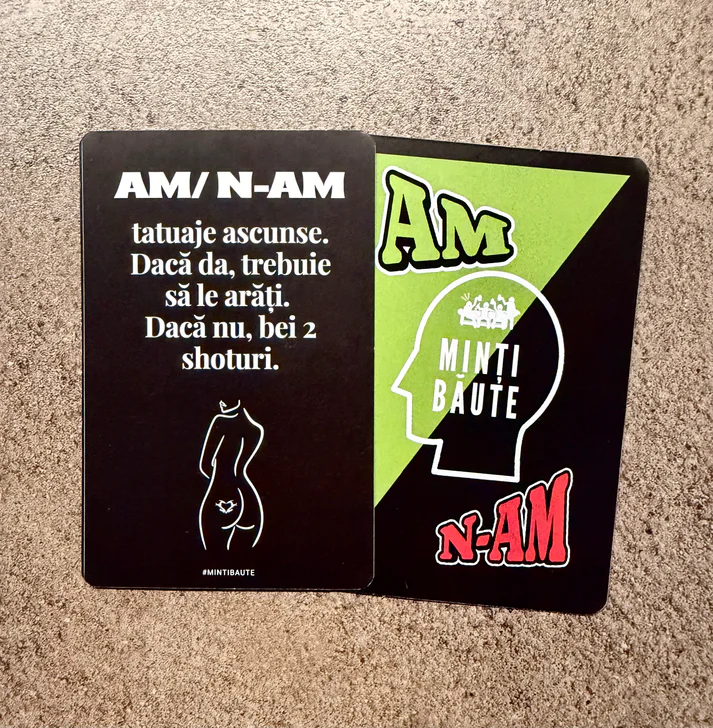 AM/ N-AM
tatuaje ascunse.
Dacă da, trebuie
să le arăți.
Dacă nu, bei 2
shoturi.
#MINTIBAUTE
AM
MINȚI
BĂUTE
N-AM